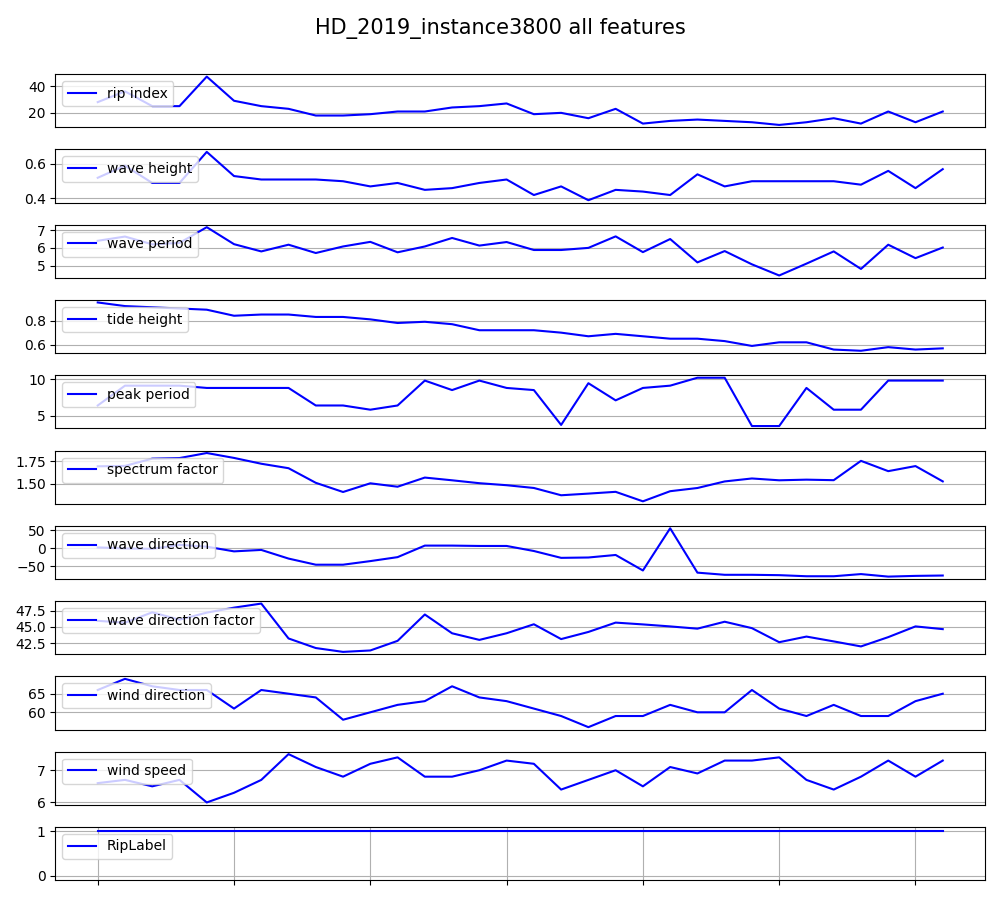 HD_2019_instance3800 all features
40
20
rip index
0.6
0.4
wave height
7
6
5
wave period
0.8
0.6
tide height
10
5
peak period
1.75
1.50
spectrum factor
50
0
−50
wave direction
47.5
45.0
42.5
wave direction factor
65
60
wind direction
7
6
wind speed
1
0
RipLabel